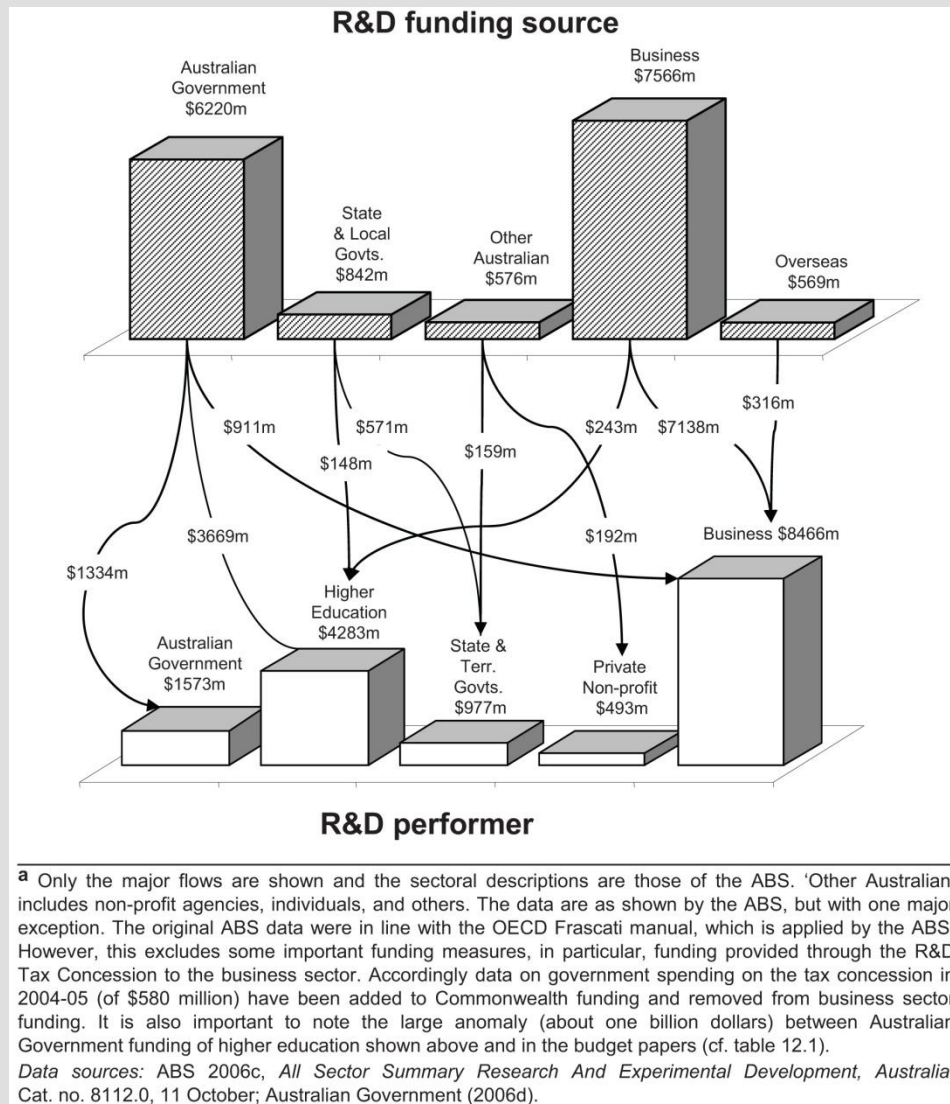 R&D funding source
Australian
Government
$6220m
State
& Local
Govts.
$842m
Other
Australian
$576m
Business
$7566m
Overseas
$569m
$911m
$571m
$148m
$159m
$243m
$7138m
$316m
$1334m
$3669m
$192m
Australian
Government
$1573m
Higher
Education
$4283m
State &
Terr.
Govts.
$977m
Private
Non-profit
$493m
Business $8466m
R&D performer
a Only the major flows are shown and the sectoral descriptions are those of the ABS. ‘Other Australian
includes non-profit agencies, individuals, and others. The data are as shown by the ABS, but with one major
exception. The original ABS data were in line with the OECD Frascati manual, which is applied by the ABS
However, this excludes some important funding measures, in particular, funding provided through the R&D
Tax Concession to the business sector. Accordingly data on government spending on the tax concession in
2004-05 (of $580 million) have been added to Commonwealth funding and removed from business sector
funding. It is also important to note the large anomaly (about one billion dollars) between Australian
Government funding of higher education shown above and in the budget papers (cf. table 12.1).
Data sources: ABS 2006c, All Sector Summary Research And Experimental Development, Australia
Cat. no. 8112.0, 11 October; Australian Government (2006d).